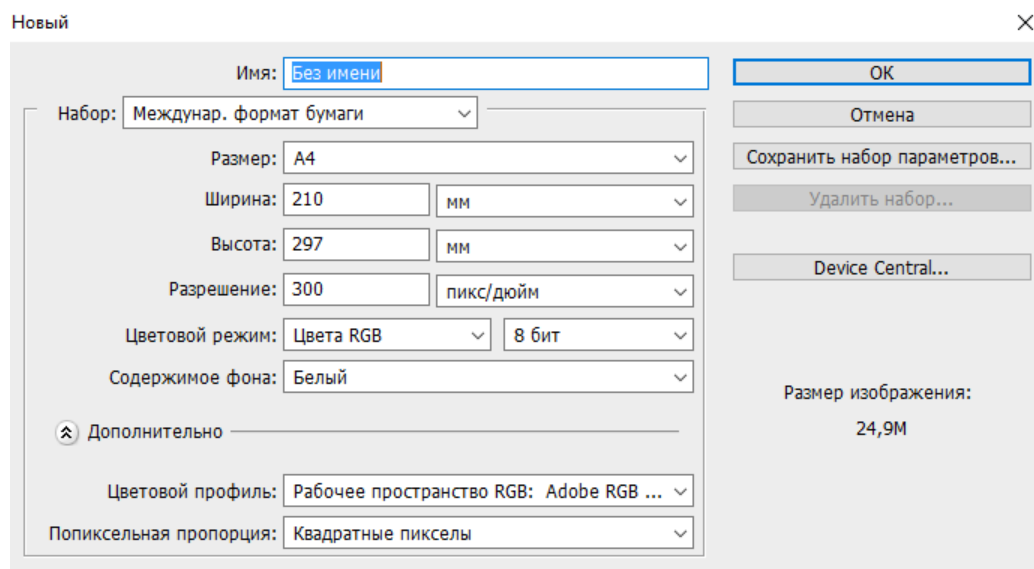 Новый
Имя: Без имени
OK
Набор: Междунар. формат бумаги
Отмена
Размер: A4
Сохранить набор параметров...
Ширина: 210 мм
Удалить набор...
Высота: 297 мм
Device Central...
Разрешение: 300 пикс/дюйм
Цветовой режим: Цвета RGB 8 бит
Содержимое фона: Белый
Размер изображения:
24,9M
Дополнительно
Цветовой профиль: Рабочее пространство RGB: Adobe RGB ...
Попиксельная пропорция: Квадратные пикселы